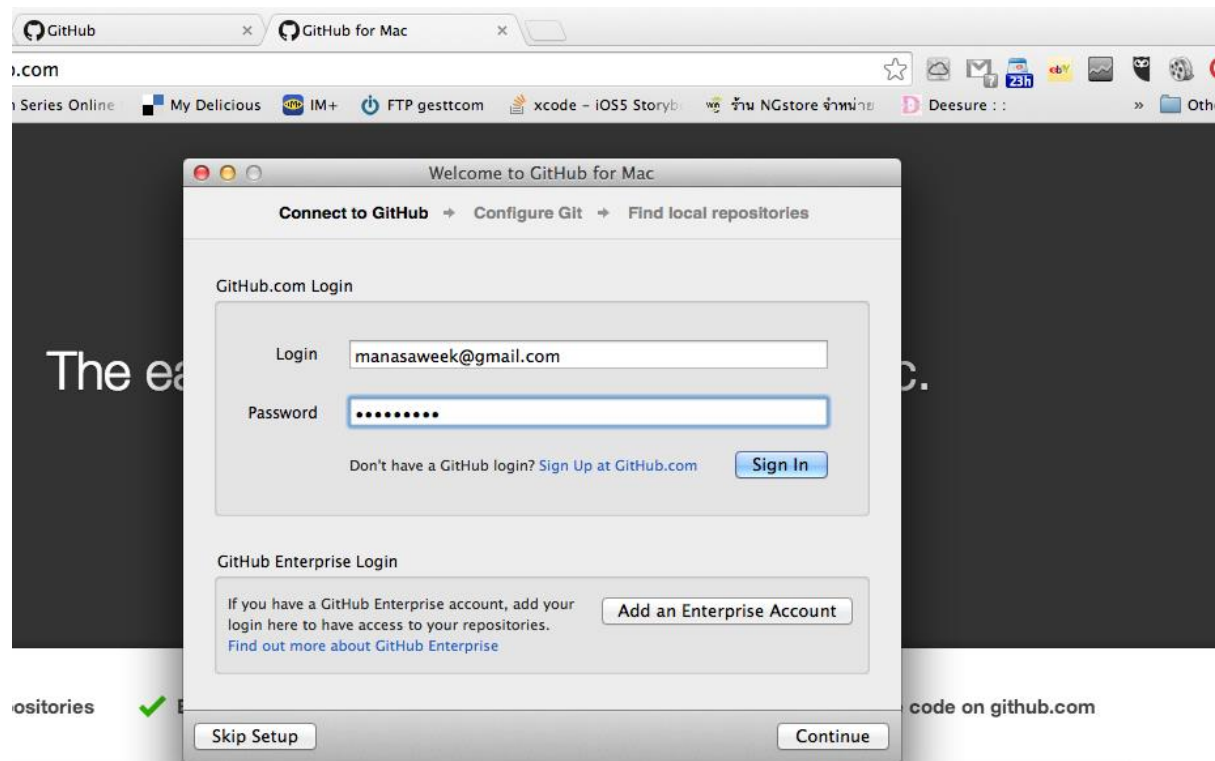 GitHub
GitHub for Mac
.com
Series Online
My Delicious
IM+
FTP gesttcom
xcode – iOS5 Storyb
ร้าน NGstore จำหน่าย
Deesure : :
»
Oth
23h
Welcome to GitHub for Mac
Connect to GitHub → Configure Git → Find local repositories
GitHub.com Login
Login
manasaweek@gmail.com
The ea
c.
Password
•••••••••
Don't have a GitHub login? Sign Up at GitHub.com
Sign In
GitHub Enterprise Login
If you have a GitHub Enterprise account, add your
login here to have access to your repositories.
Find out more about GitHub Enterprise
Add an Enterprise Account
ositories
code on github.com
Skip Setup
Continue